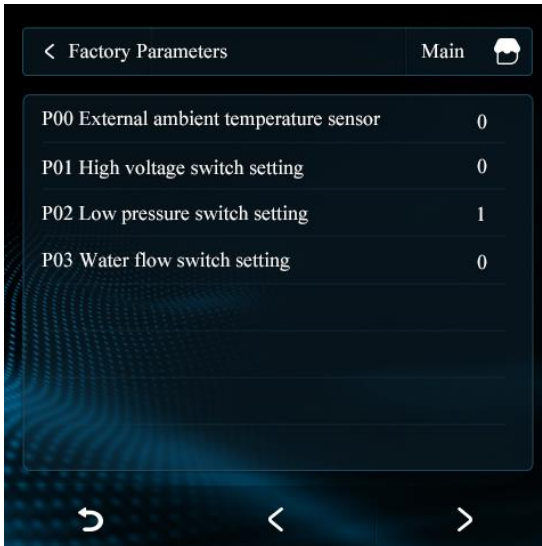 Factory Parameters Main
P00 External ambient temperature sensor 0
P01 High voltage switch setting 0
P02 Low pressure switch setting 1
P03 Water flow switch setting 0